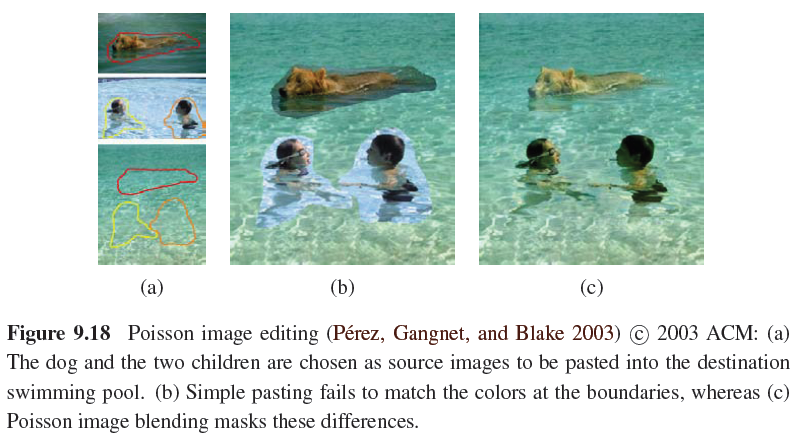 (a) (b) (c)
Figure 9.18 Poisson image editing (Pérez, Gangnet, and Blake 2003) © 2003 ACM: (a)
The dog and the two children are chosen as source images to be pasted into the destination
swimming pool. (b) Simple pasting fails to match the colors at the boundaries, whereas (c)
Poisson image blending masks these differences.